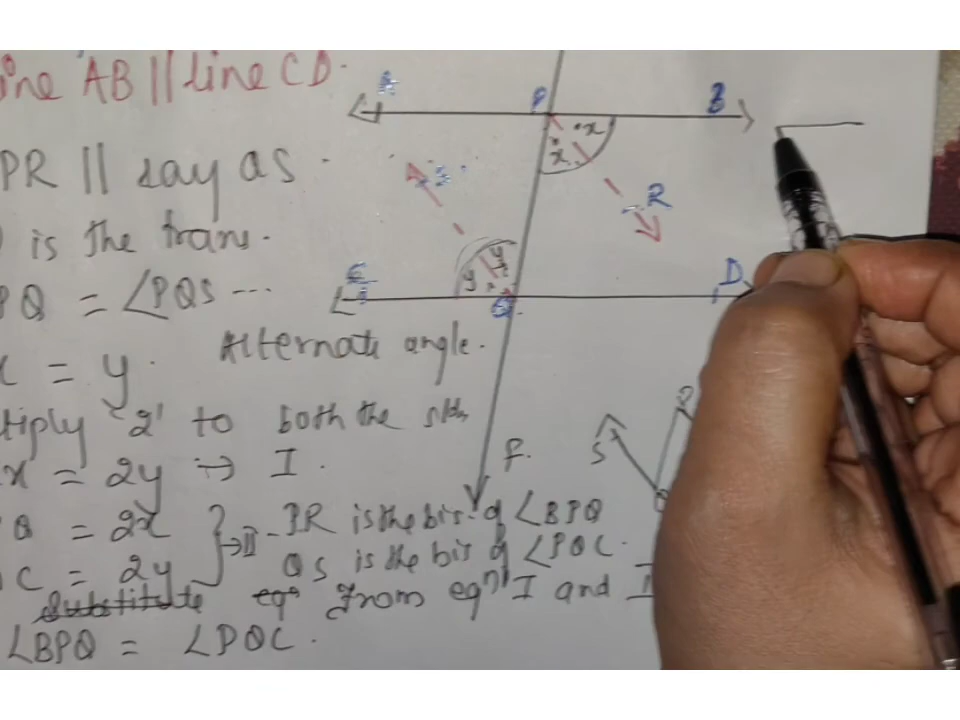 ine AB || line CD.
PR || ray QS.
is the trans.
PQ = ∠PQS ---
x = y. Alternate angle.
tiply '2' to both the sides
x = 2y → I.
Q = 2x } → II - PR is the bis. of ∠BPQ
C = 2y QS is the bis of ∠PQC.
Substitute eqn From eqn I and I
∠BPQ = ∠PQC.
A P B
x x
S R
y y
C Q D
F.
S P Q